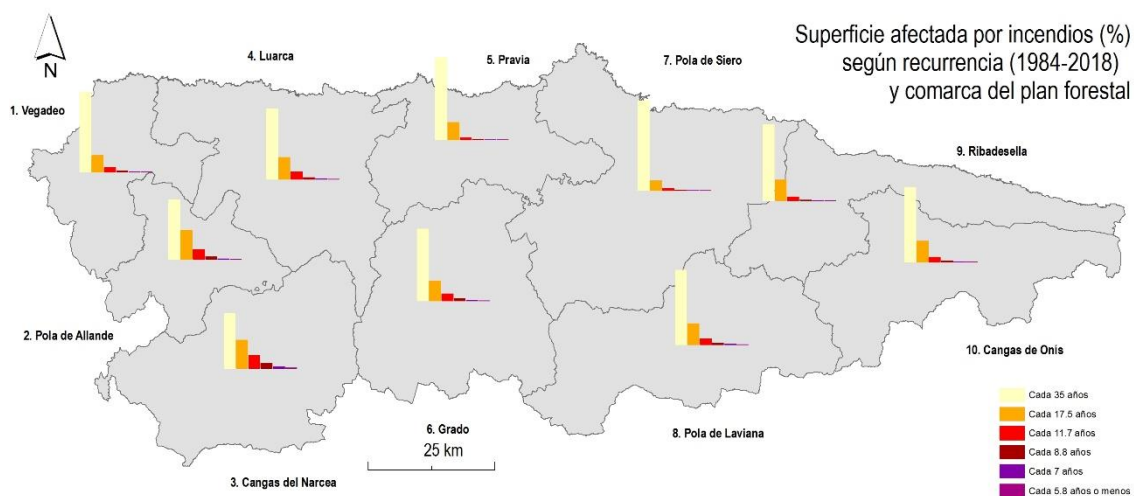 Superficie afectada por incendios (%)
según recurrencia (1984-2018)
y comarca del plan forestal
N
4. Luarca
5. Pravia
7. Pola de Siero
1. Vegadeo
9. Ribadesella
2. Pola de Allande
10. Cangas de Onís
6. Grado
8. Pola de Laviana
25 km
3. Cangas del Narcea
Cada 35 años
Cada 17.5 años
Cada 11.7 años
Cada 8.8 años
Cada 7 años
Cada 5.8 años o menos